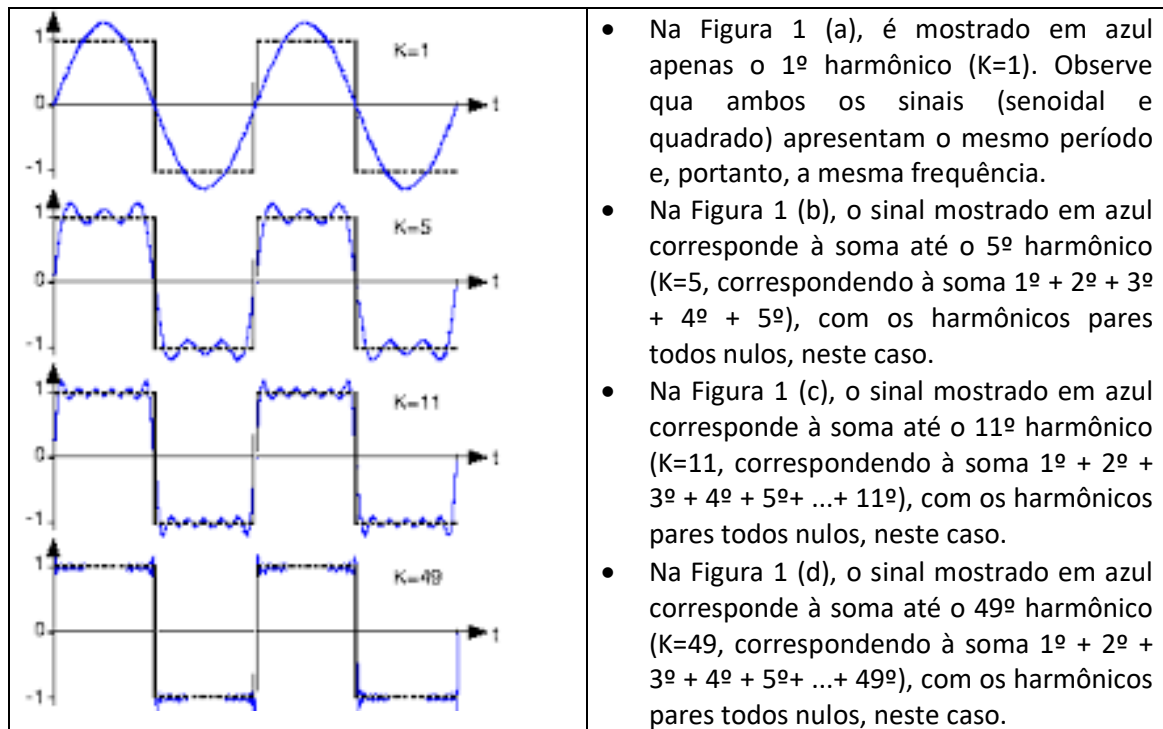 1
0
-1
K=1
t
1
0
-1
K=5
t
1
0
-1
K=11
t
1
0
-1
K=49
t
• Na Figura 1 (a), é mostrado em azul
apenas o 1º harmônico (K=1). Observe
qua ambos os sinais (senoidal e
quadrado) apresentam o mesmo período
e, portanto, a mesma frequência.
• Na Figura 1 (b), o sinal mostrado em azul
corresponde à soma até o 5º harmônico
(K=5, correspondendo à soma 1º + 2º + 3º
+ 4º + 5º), com os harmônicos pares
todos nulos, neste caso.
• Na Figura 1 (c), o sinal mostrado em azul
corresponde à soma até o 11º harmônico
(K=11, correspondendo à soma 1º + 2º +
3º + 4º + 5º+ ...+ 11º), com os harmônicos
pares todos nulos, neste caso.
• Na Figura 1 (d), o sinal mostrado em azul
corresponde à soma até o 49º harmônico
(K=49, correspondendo à soma 1º + 2º +
3º + 4º + 5º+ ...+ 49º), com os harmônicos
pares todos nulos, neste caso.